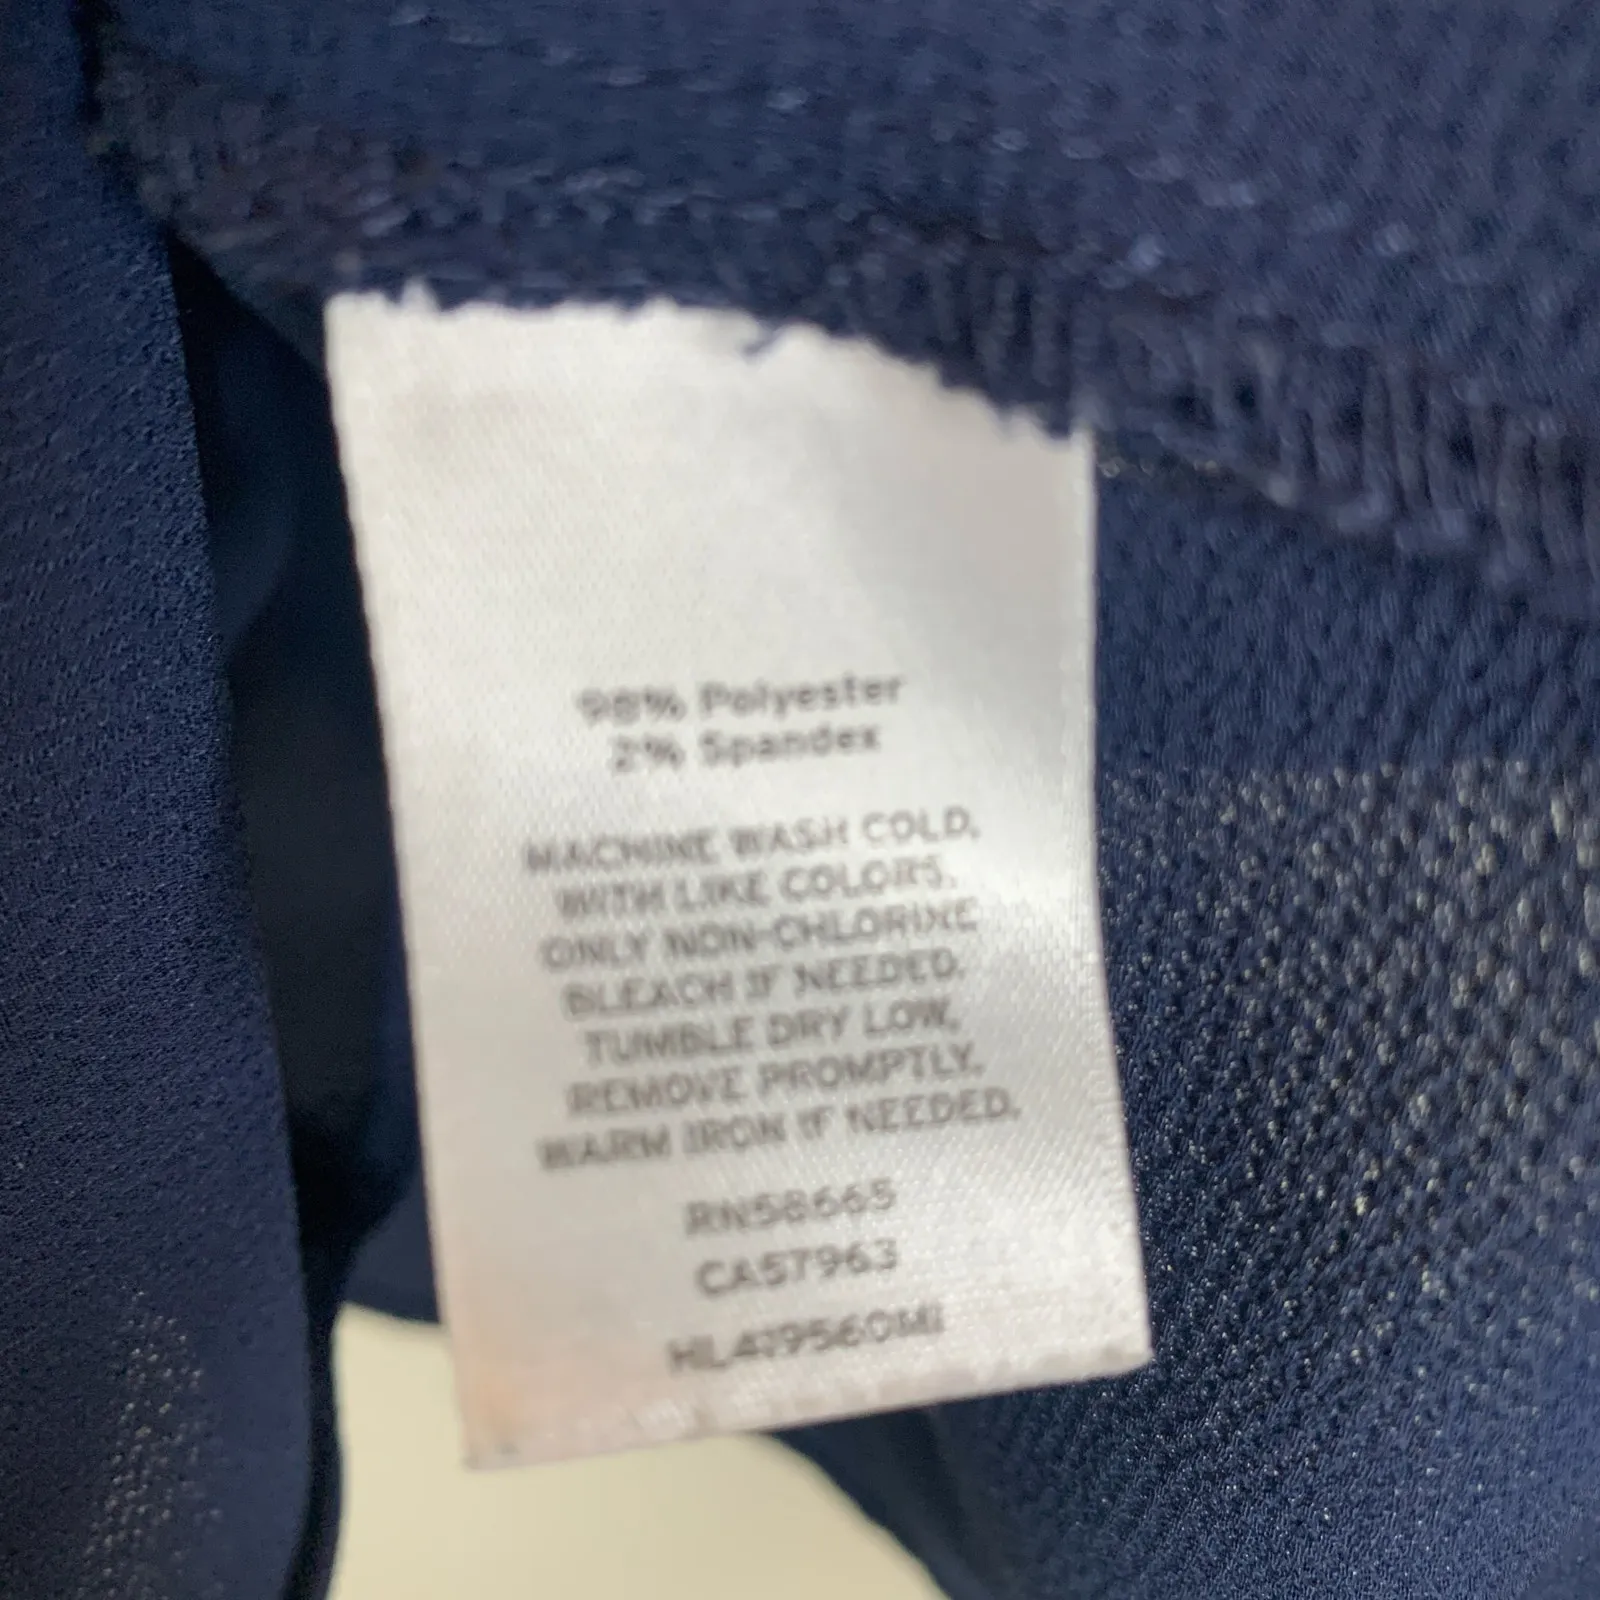 98% Polyester
2% Spandex
MACHINE WASH COLD,
WITH LIKE COLORS.
ONLY NON-CHLORINE
BLEACH IF NEEDED.
TUMBLE DRY LOW,
REMOVE PROMPTLY.
WARM IRON IF NEEDED.
RN58665
CA57963
HL419560MI